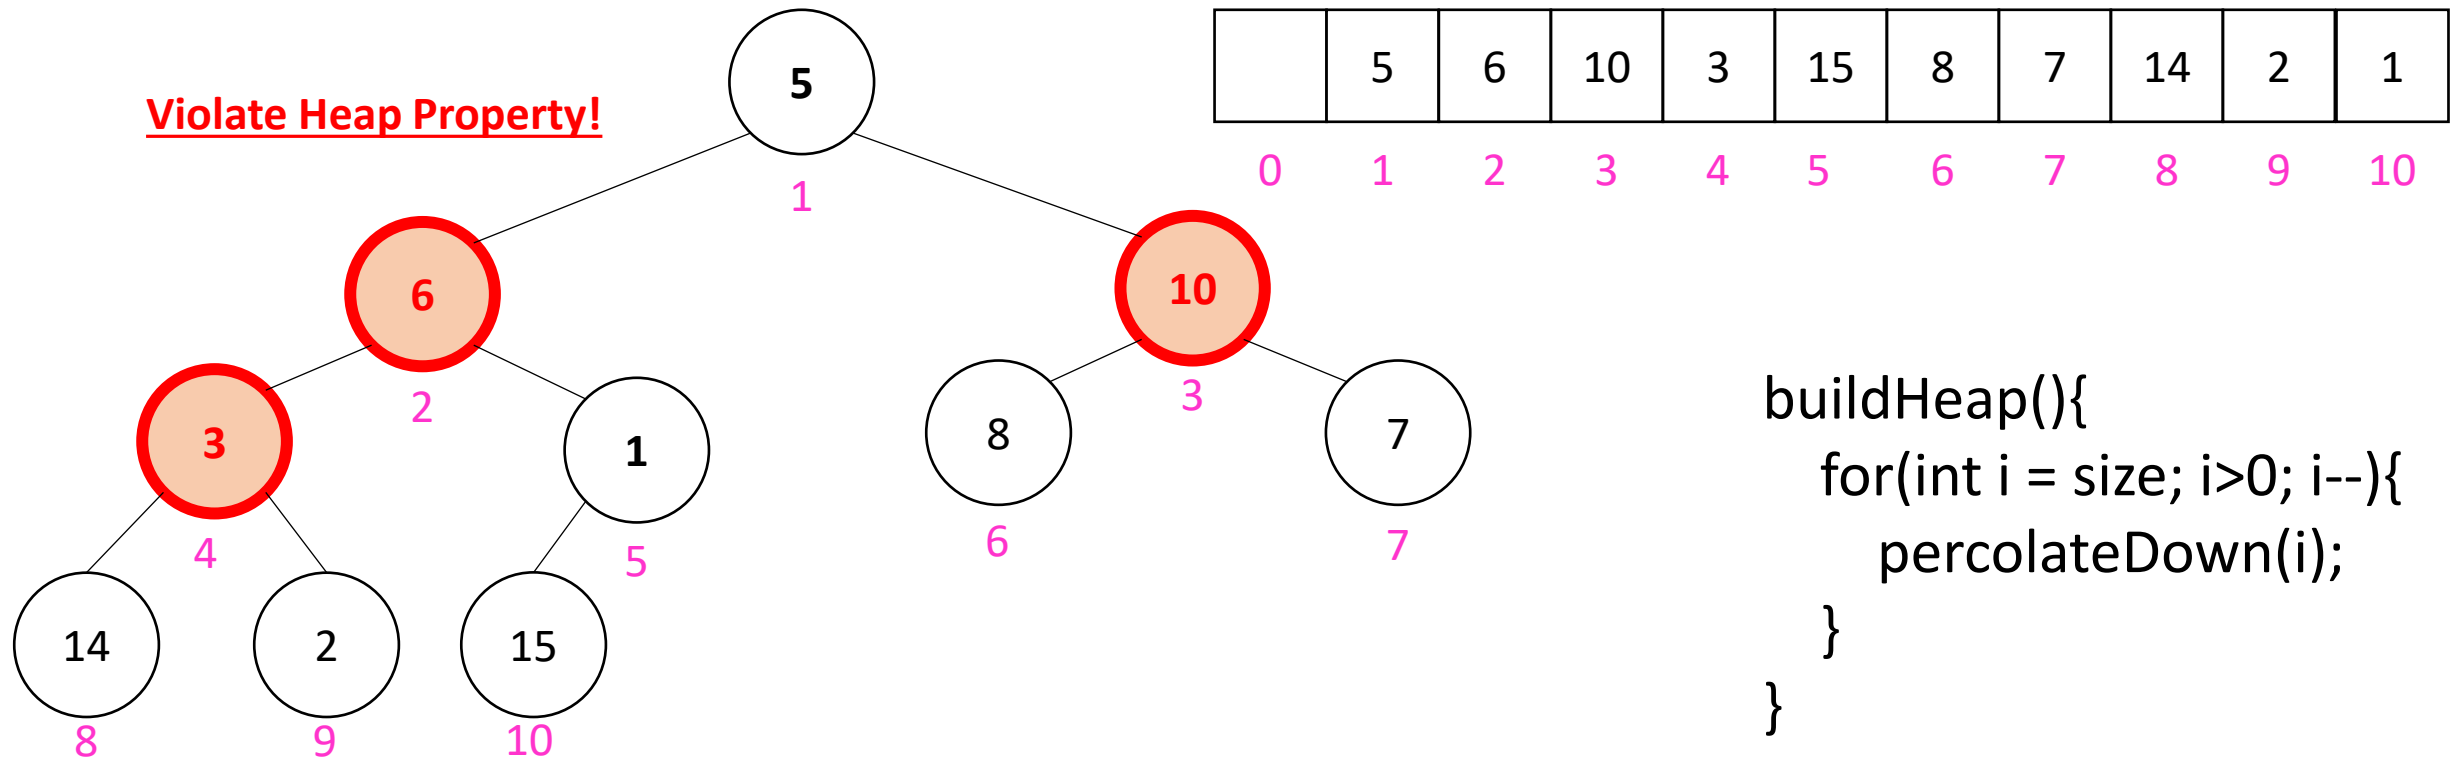 Violate Heap Property!
5 6 10 3 15 8 7 14 2 1
0 1 2 3 4 5 6 7 8 9 10
5
1
6 10
2 3
3 1 8 7
4 5 6 7
14 2 15
8 9 10
buildHeap(){
for(int i = size; i>0; i--){
percolateDown(i);
}
}